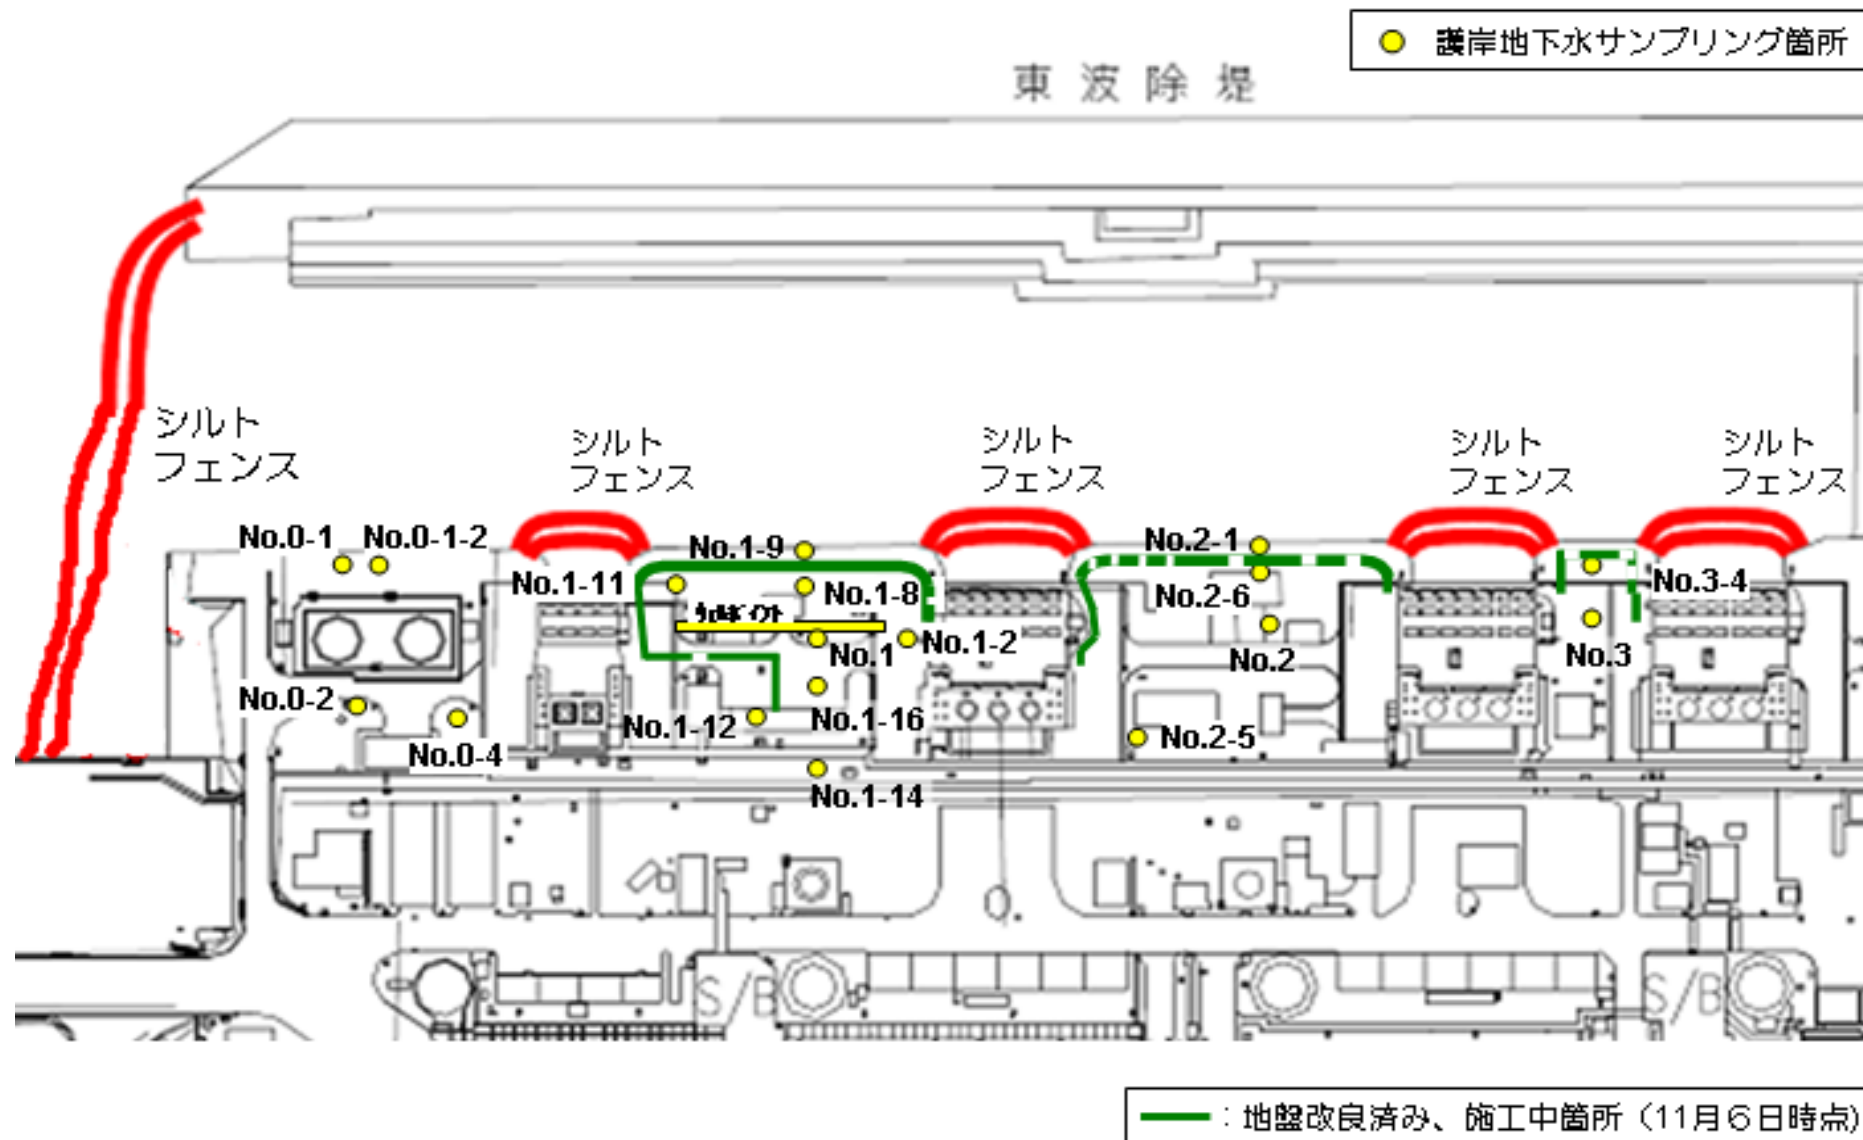 護岸地下水サンプリング箇所
東波除堤
シルト
フェンス
シルト
フェンス
シルト
フェンス
シルト
フェンス
シルト
フェンス
No.0-1
No.0-1-2
No.1-9
No.2-1
No.1-11
No.1-8
No.2-6
No.3-4
No.1
No.1-2
No.2
No.3
No.0-2
No.1-12
No.1-16
No.2-5
No.0-4
No.1-14
S/B
S/B
：地盤改良済み、施工中箇所（11月６日時点）